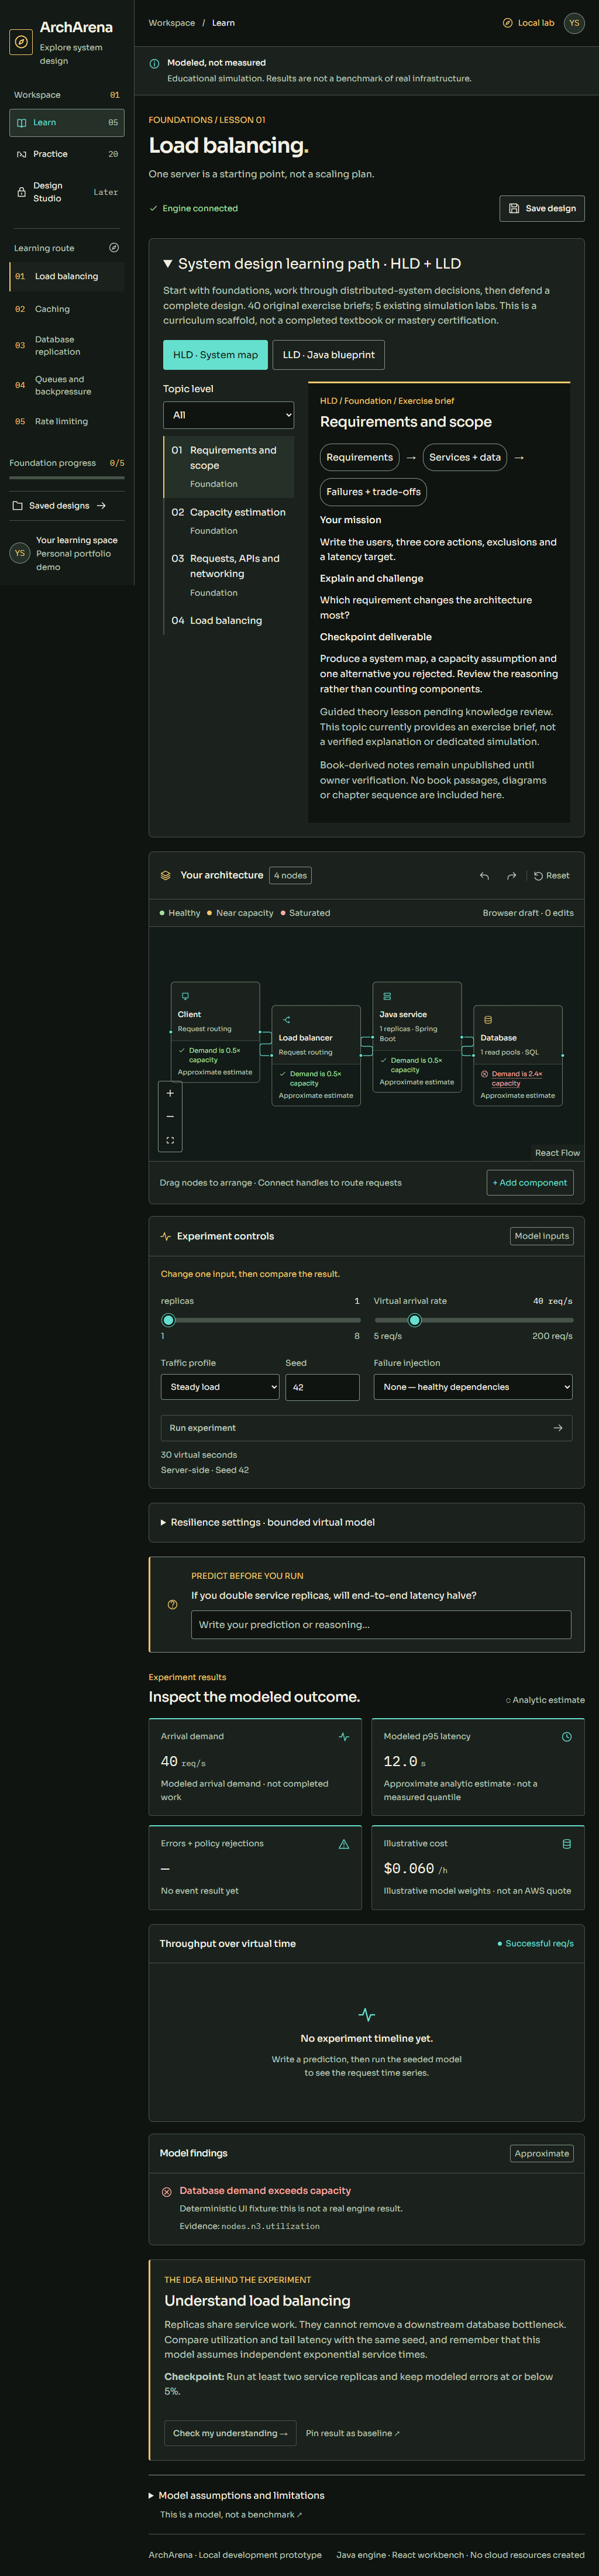 ArchArena
Explore system
design
Workspace 01
Learn 05
Practice 20
Design
Studio
Later
Learning route
01 Load balancing
02 Caching
03 Database
replication
04 Queues and
backpressure
05 Rate limiting
Foundation progress 0/5
Saved designs →
YS
Your learning space
Personal portfolio
demo
Workspace / Learn
Local lab YS
Modeled, not measured
Educational simulation. Results are not a benchmark of real infrastructure.
FOUNDATIONS / LESSON 01
Load balancing.
One server is a starting point, not a scaling plan.
Engine connected
Save design
▼ System design learning path · HLD + LLD
Start with foundations, work through distributed-system decisions, then defend a
complete design. 40 original exercise briefs; 5 existing simulation labs. This is a
curriculum scaffold, not a completed textbook or mastery certification.
HLD · System map
LLD · Java blueprint
Topic level
All
01 Requirements and
scope
Foundation
02 Capacity estimation
Foundation
03 Requests, APIs and
networking
Foundation
04 Load balancing
HLD / Foundation / Exercise brief
Requirements and scope
Requirements → Services + data →
Failures + trade-offs
Your mission
Write the users, three core actions, exclusions and
a latency target.
Explain and challenge
Which requirement changes the architecture
most?
Checkpoint deliverable
Produce a system map, a capacity assumption and
one alternative you rejected. Review the reasoning
rather than counting components.
Guided theory lesson pending knowledge review.
This topic currently provides an exercise brief, not
a verified explanation or dedicated simulation.
Book-derived notes remain unpublished until
owner verification. No book passages, diagrams
or chapter sequence are included here.
Your architecture 4 nodes
Reset
Healthy Near capacity Saturated
Browser draft · 0 edits
Client
Request routing
Demand is 0.5×
capacity
Approximate estimate
Load balancer
Request routing
Demand is 0.5×
capacity
Approximate estimate
Java service
1 replicas · Spring
Boot
Demand is 0.5×
capacity
Approximate estimate
Database
1 read pools · SQL
Demand is 2.4×
capacity
Approximate estimate
React Flow
Drag nodes to arrange · Connect handles to route requests
+ Add component
Experiment controls
Model inputs
Change one input, then compare the result.
replicas 1
1 8
Virtual arrival rate 40 req/s
5 req/s 200 req/s
Traffic profile
Steady load
Seed
42
Failure injection
None — healthy dependencies
Run experiment →
30 virtual seconds
Server-side · Seed 42
▶ Resilience settings · bounded virtual model
PREDICT BEFORE YOU RUN
If you double service replicas, will end-to-end latency halve?
Write your prediction or reasoning...
Experiment results
Inspect the modeled outcome.
○ Analytic estimate
Arrival demand
40 req/s
Modeled arrival demand · not completed
work
Modeled p95 latency
12.0 s
Approximate analytic estimate · not a
measured quantile
Errors + policy rejections
—
No event result yet
Illustrative cost
$0.060 /h
Illustrative model weights · not an AWS quote
Throughput over virtual time
Successful req/s
No experiment timeline yet.
Write a prediction, then run the seeded model
to see the request time series.
Model findings
Approximate
Database demand exceeds capacity
Deterministic UI fixture: this is not a real engine result.
Evidence: nodes.n3.utilization
THE IDEA BEHIND THE EXPERIMENT
Understand load balancing
Replicas share service work. They cannot remove a downstream database bottleneck.
Compare utilization and tail latency with the same seed, and remember that this
model assumes independent exponential service times.
Checkpoint: Run at least two service replicas and keep modeled errors at or below
5%.
Check my understanding →
Pin result as baseline ↗
▶ Model assumptions and limitations
This is a model, not a benchmark ↗
ArchArena · Local development prototype
Java engine · React workbench · No cloud resources created